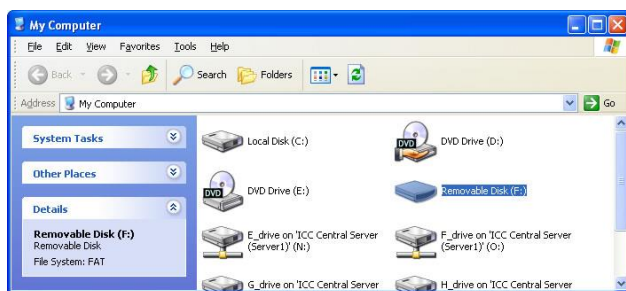 My Computer
File Edit View Favorites Tools Help
Back Search Folders
Address My Computer Go
System Tasks
Other Places
Details
Removable Disk (F:)
Removable Disk
File System: FAT
Local Disk (C:)
DVD Drive (D:)
DVD
DVD Drive (E:)
DVD
Removable Disk (F:)
E_drive on 'ICC Central Server
(Server1)' (N:)
F_drive on 'ICC Central Server
(Server1)' (O:)
G_drive on 'ICC Central Server
H_drive on 'ICC Central Server